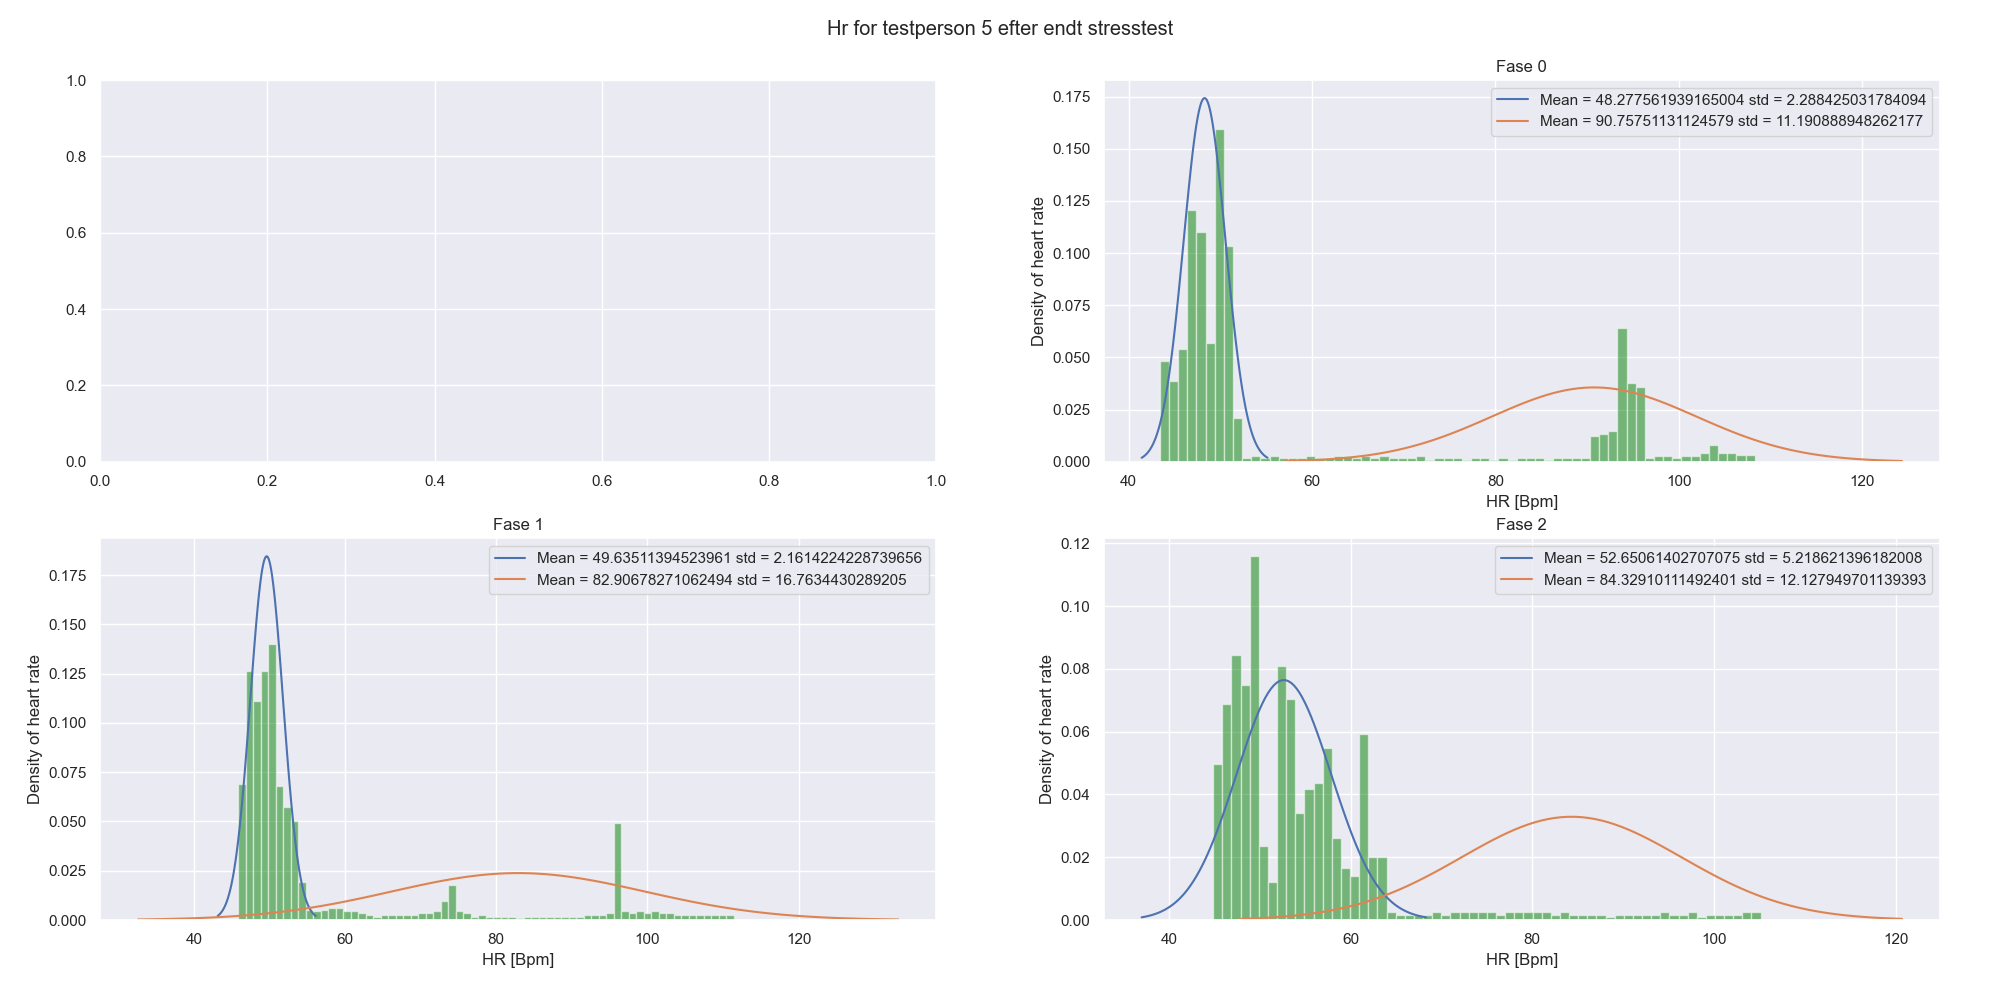 Hr for testperson 5 efter endt stresstest
1.0
0.8
0.6
0.4
0.2
0.0
0.0 0.2 0.4 0.6 0.8 1.0
Fase 0
Mean = 48.277561939165004 std = 2.288425031784094
Mean = 90.75751131124579 std = 11.190888948262177
Density of heart rate
0.175
0.150
0.125
0.100
0.075
0.050
0.025
0.000
40 60 80 100 120
HR [Bpm]
Fase 1
Mean = 49.63511394523961 std = 2.1614224228739656
Mean = 82.90678271062494 std = 16.7634430289205
Density of heart rate
0.175
0.150
0.125
0.100
0.075
0.050
0.025
0.000
40 60 80 100 120
HR [Bpm]
Fase 2
Mean = 52.65061402707075 std = 5.218621396182008
Mean = 84.32910111492401 std = 12.127949701139393
Density of heart rate
0.12
0.10
0.08
0.06
0.04
0.02
0.00
40 60 80 100 120
HR [Bpm]